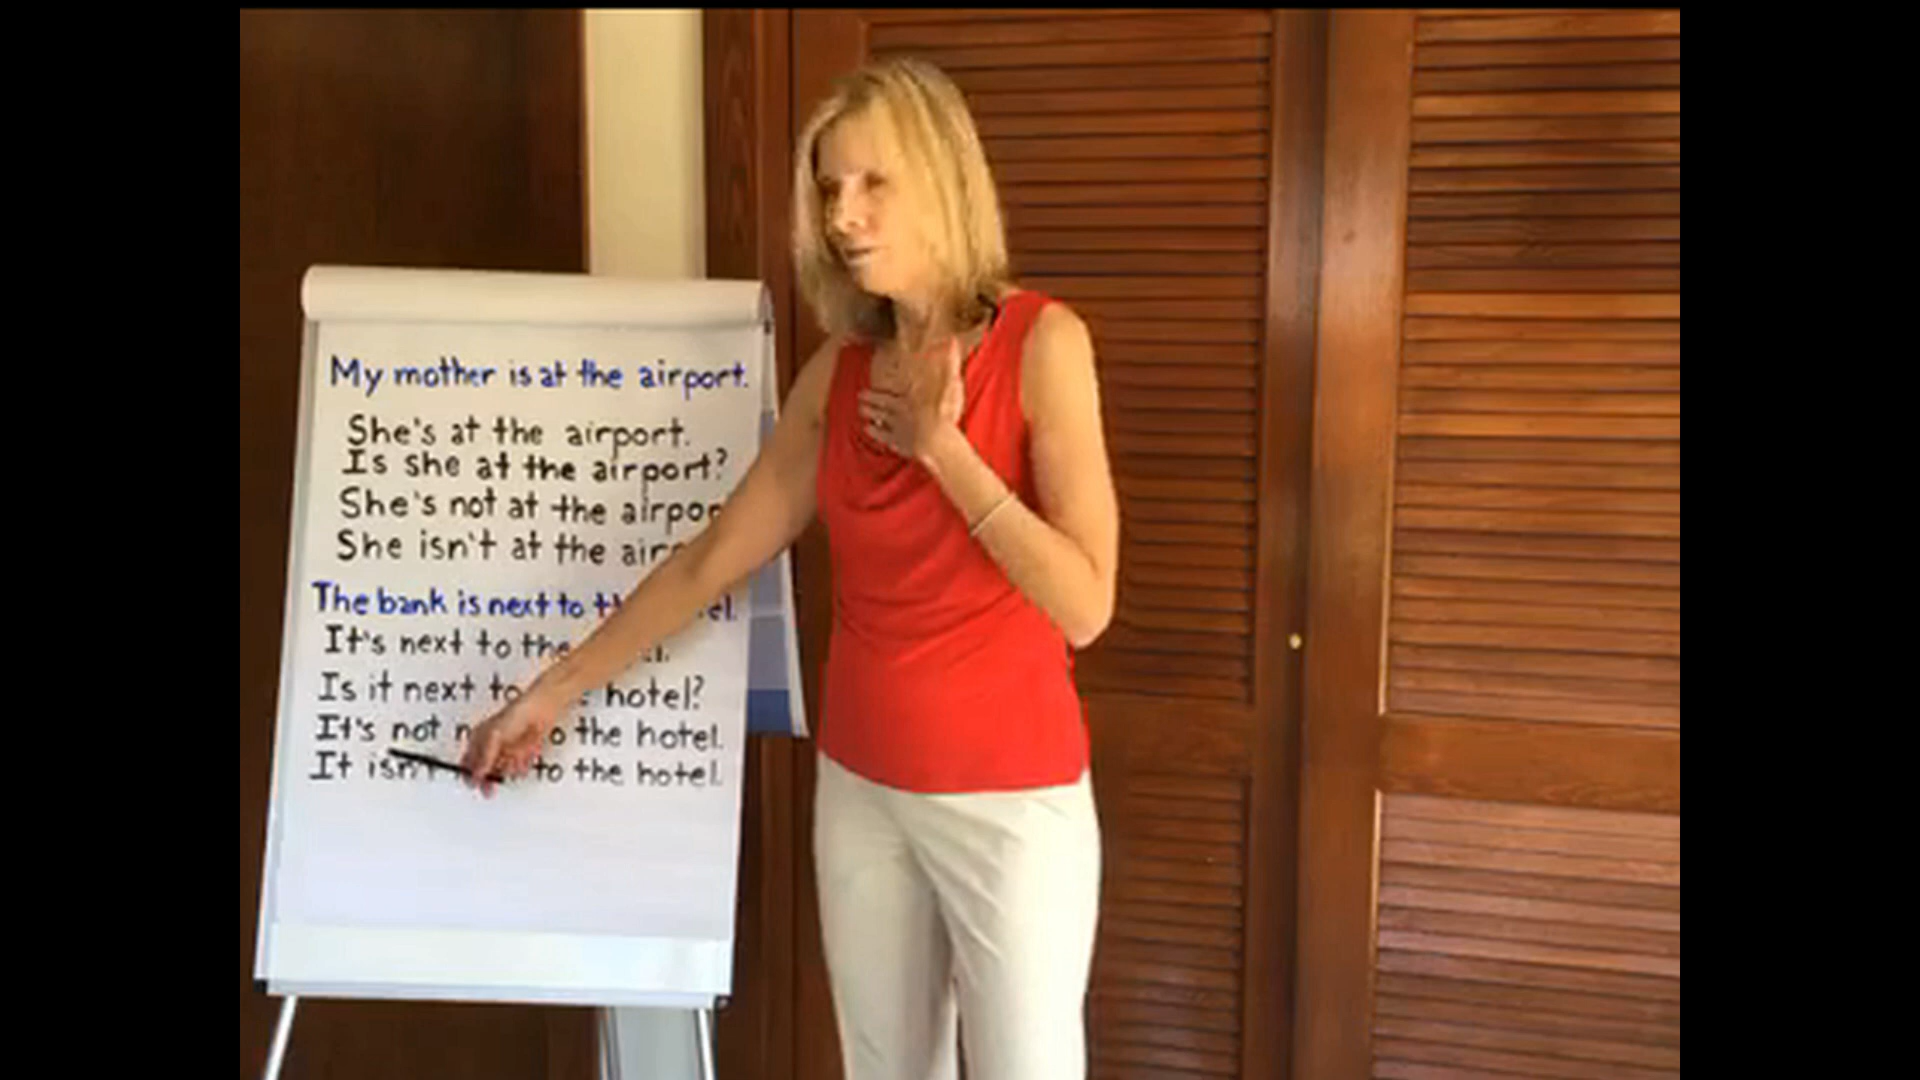 My mother is at the airport.
She's at the airport.
Is she at the airport?
She's not at the
She isn't at the
The bank is next to
It's next to the
Is it next to hotel?
It's not to the hotel.
It isn't to the hotel.